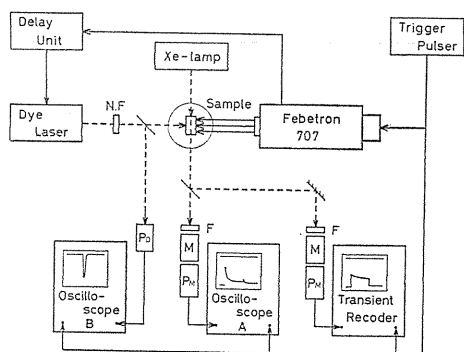 Delay
Unit
Trigger
Pulser
Xe-lamp
Dye
Laser
N.F
Sample
Febetron
707
F
F
PD
M
M
PM
PM
Oscillo-
scope
B
Oscillo-
scope
A
Transient
Recoder